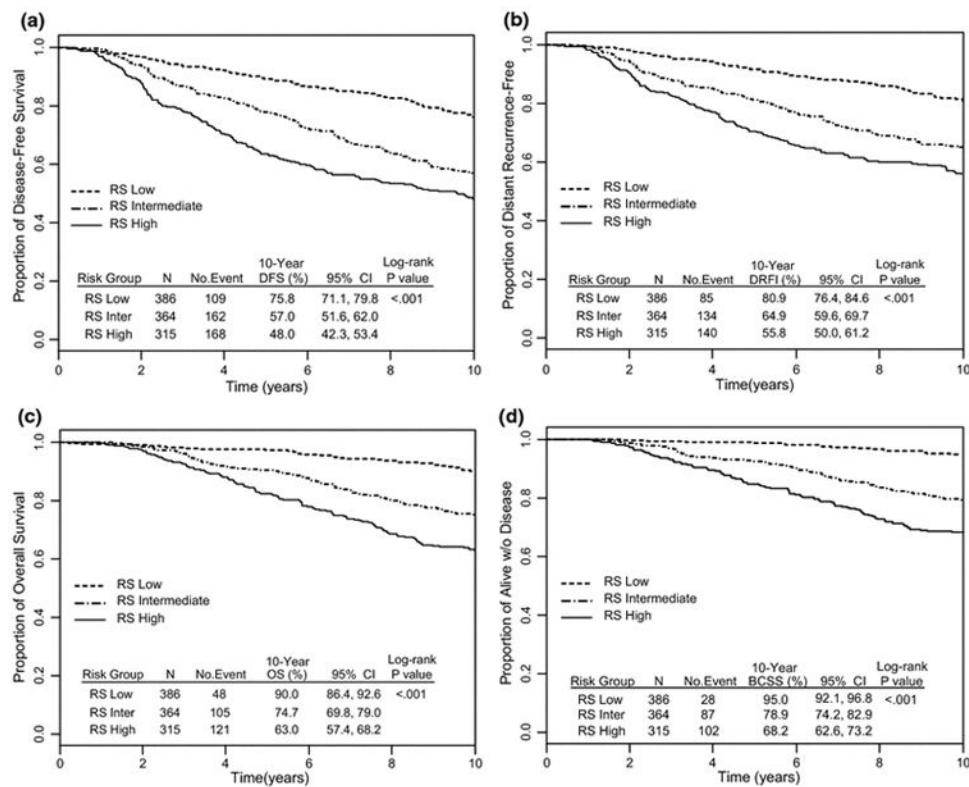 (a)
Proportion of Disease-Free Survival
1.0
0.8
0.6
0.4
0.2
0.0
RS Low
RS Intermediate
RS High
10-Year Log-rank
Risk Group N No.Event DFS (%) 95% CI P value
RS Low 386 109 75.8 71.1, 79.8 <.001
RS Inter 364 162 57.0 51.6, 62.0
RS High 315 168 48.0 42.3, 53.4
0 2 4 6 8 10
Time (years)
(b)
Proportion of Distant Recurrence-Free
1.0
0.8
0.6
0.4
0.2
0.0
RS Low
RS Intermediate
RS High
10-Year Log-rank
Risk Group N No.Event DRFI (%) 95% CI P value
RS Low 386 85 80.9 76.4, 84.6 <.001
RS Inter 364 134 64.9 59.6, 69.7
RS High 315 140 55.8 50.0, 61.2
0 2 4 6 8 10
Time(years)
(c)
Proportion of Overall Survival
1.0
0.8
0.6
0.4
0.2
0.0
RS Low
RS Intermediate
RS High
10-Year Log-rank
Risk Group N No.Event OS (%) 95% CI P value
RS Low 386 48 90.0 86.4, 92.6 <.001
RS Inter 364 105 74.7 69.8, 79.0
RS High 315 121 63.0 57.4, 68.2
0 2 4 6 8 10
Time(years)
(d)
Proportion of Alive w/o Disease
1.0
0.8
0.6
0.4
0.2
0.0
RS Low
RS Intermediate
RS High
10-Year Log-rank
Risk Group N No.Event BCSS (%) 95% CI P value
RS Low 386 28 95.0 92.1, 96.8 <.001
RS Inter 364 87 78.9 74.2, 82.9
RS High 315 102 68.2 62.6, 73.2
0 2 4 6 8 10
Time (years)